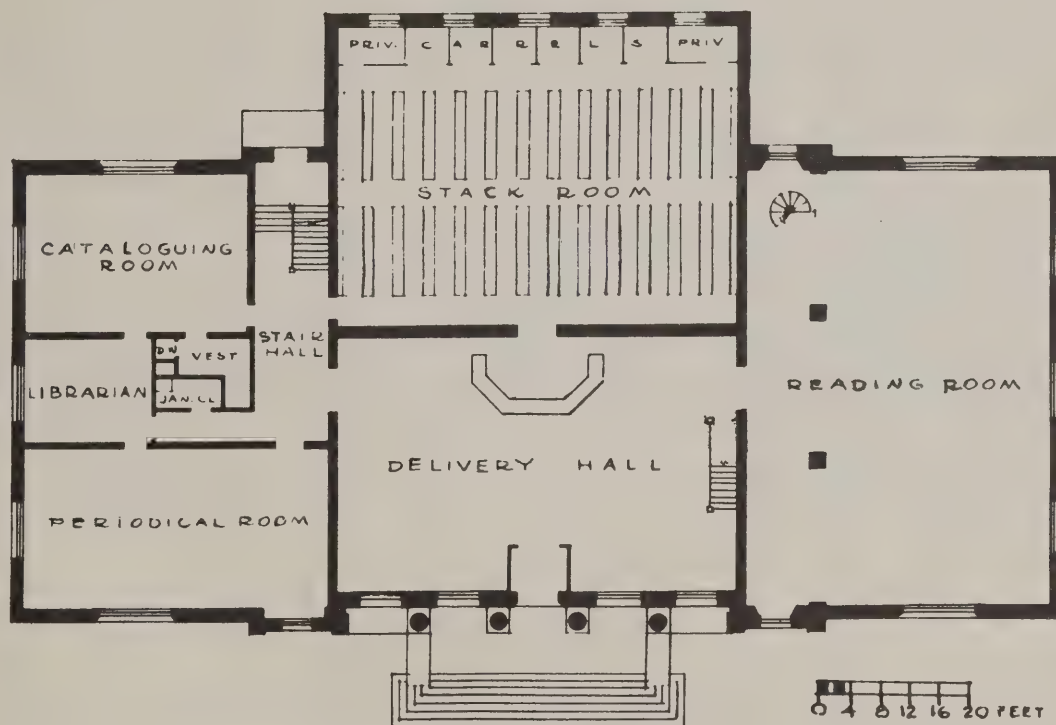 PRIV. C A R R E L S PRIV
STACK ROOM
CATALOGUING
ROOM
STAIR
HALL
DW VEST
LIBRARIAN
JAN. CL.
READING ROOM
DELIVERY HALL
PERIODICAL ROOM
0 4 8 12 16 20 FEET